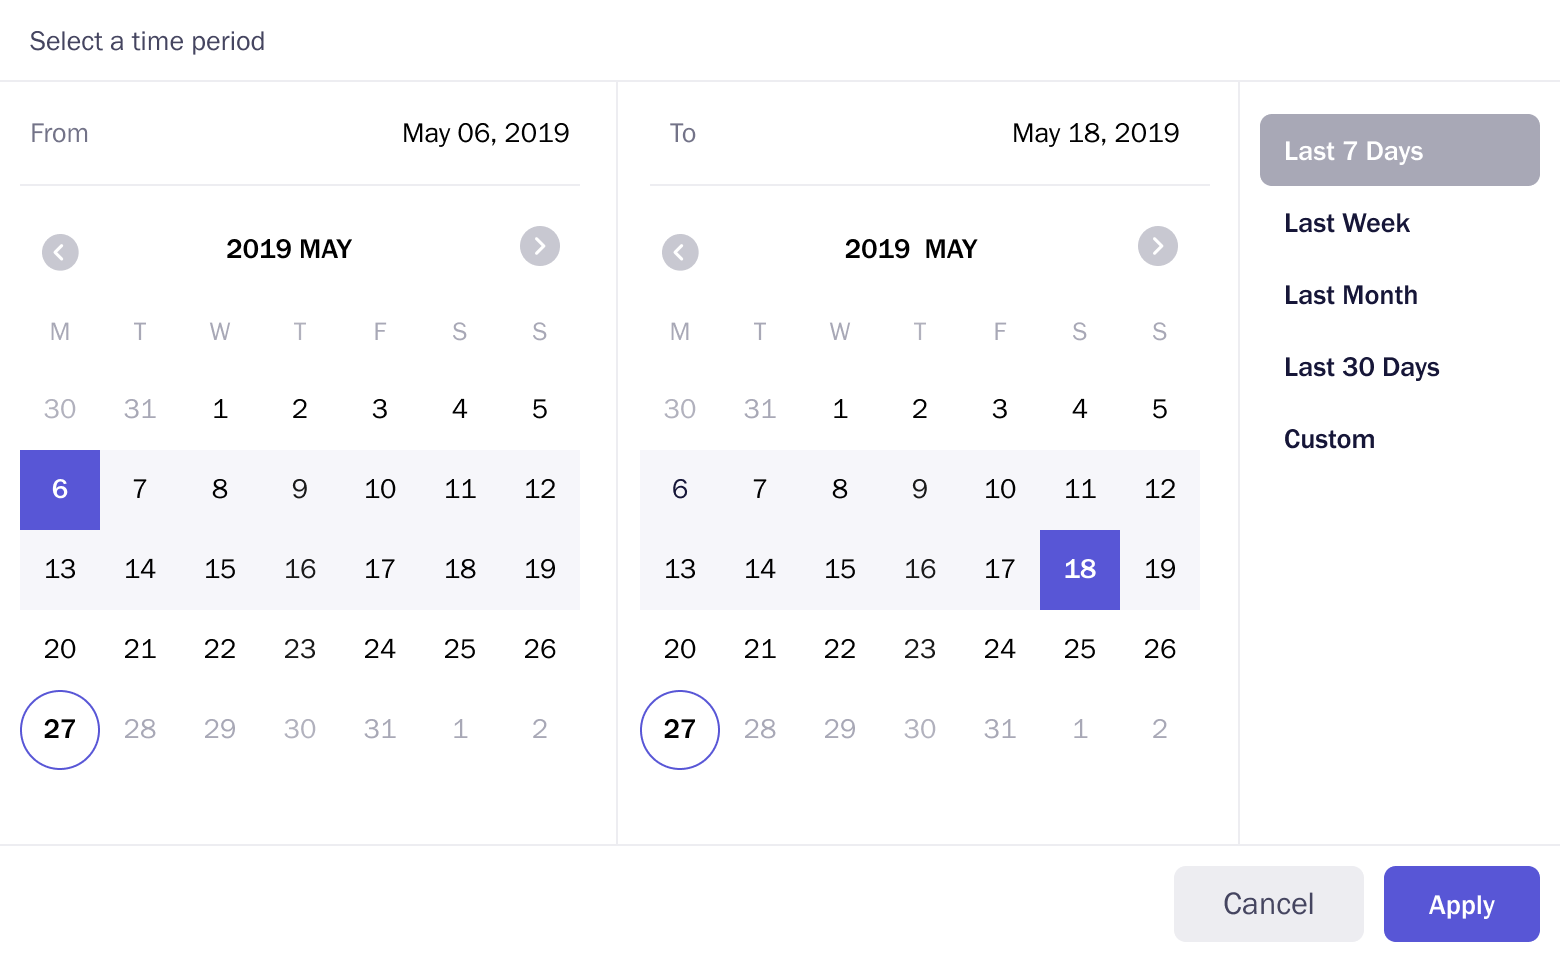 Select a time period
From May 06, 2019
2019 MAY
M T W T F S S
30 31 1 2 3 4 5
6 7 8 9 10 11 12
13 14 15 16 17 18 19
20 21 22 23 24 25 26
27 28 29 30 31 1 2
To May 18, 2019
2019 MAY
M T W T F S S
30 31 1 2 3 4 5
6 7 8 9 10 11 12
13 14 15 16 17 18 19
20 21 22 23 24 25 26
27 28 29 30 31 1 2
Last 7 Days
Last Week
Last Month
Last 30 Days
Custom
Cancel Apply